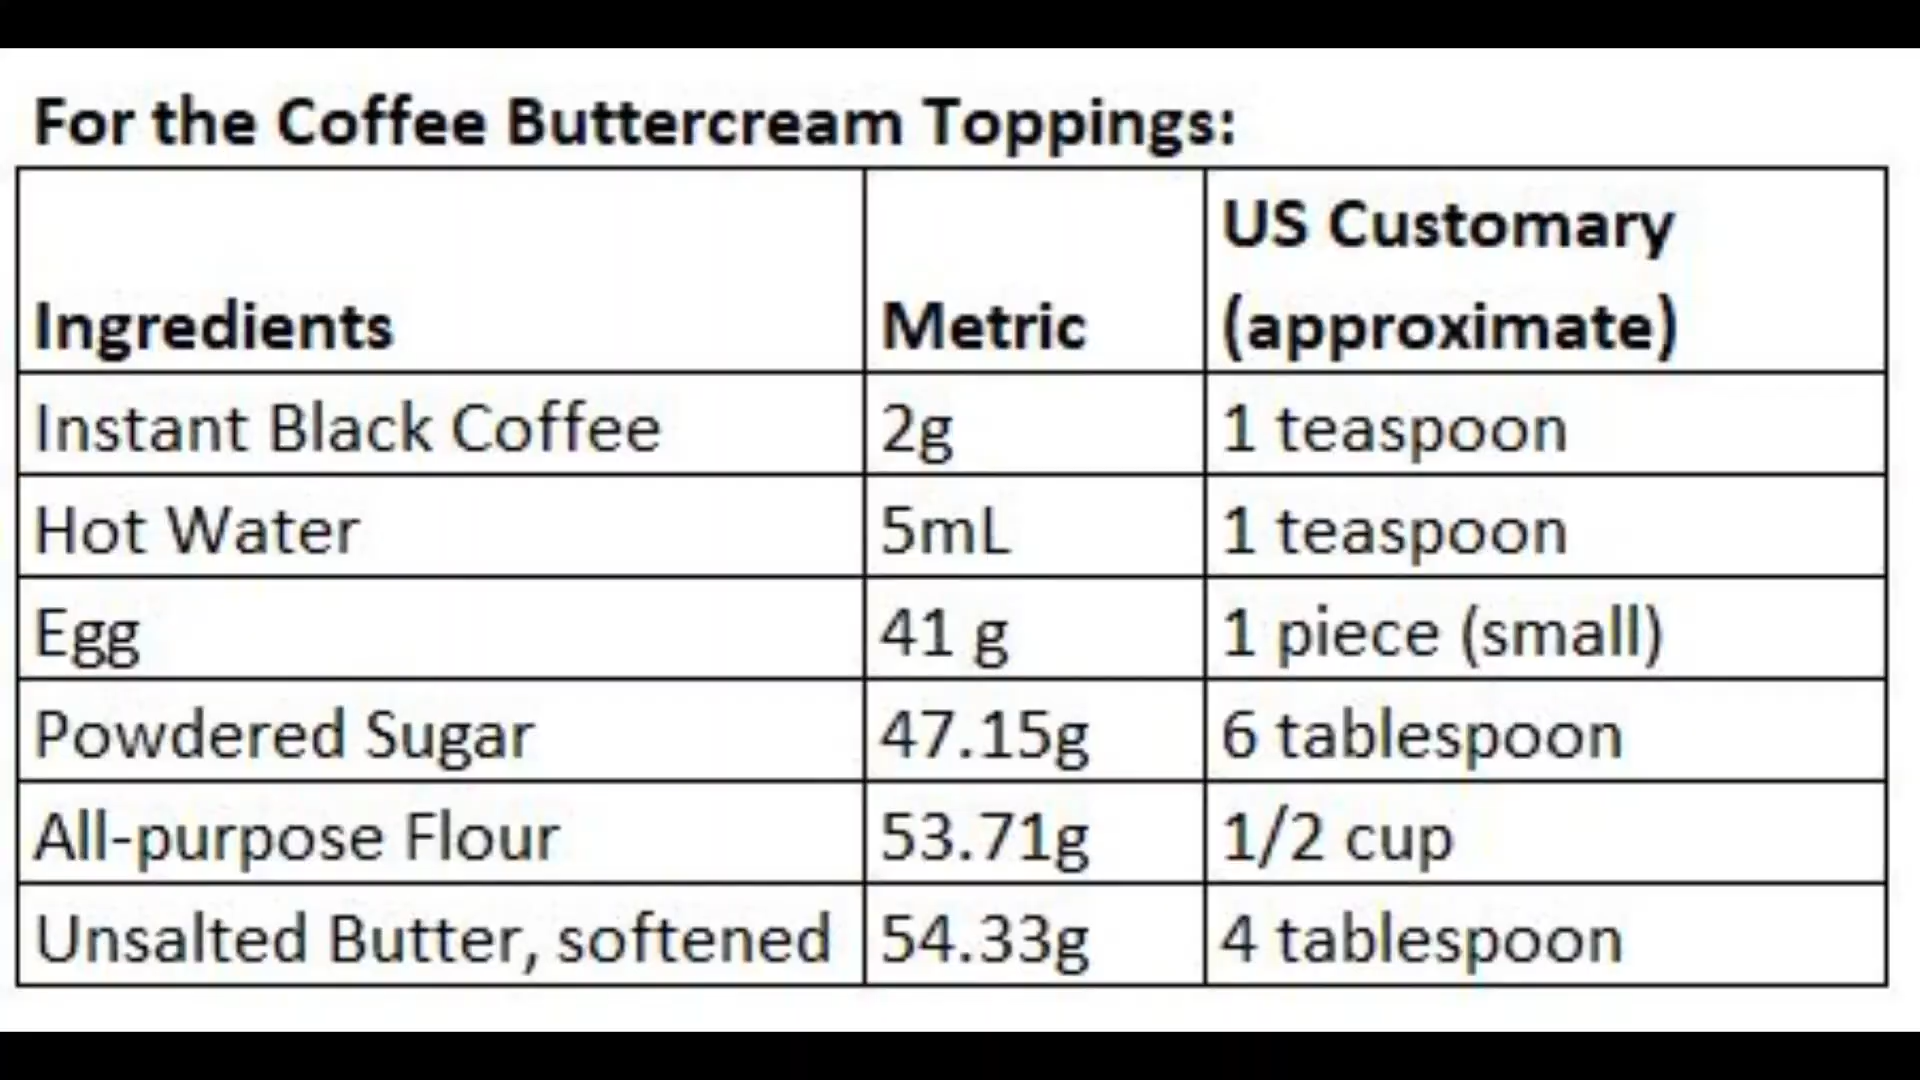 For the Coffee Buttercream Toppings:
Ingredients Metric US Customary (approximate)
Instant Black Coffee 2g 1 teaspoon
Hot Water 5mL 1 teaspoon
Egg 41 g 1 piece (small)
Powdered Sugar 47.15g 6 tablespoon
All-purpose Flour 53.71g 1/2 cup
Unsalted Butter, softened 54.33g 4 tablespoon